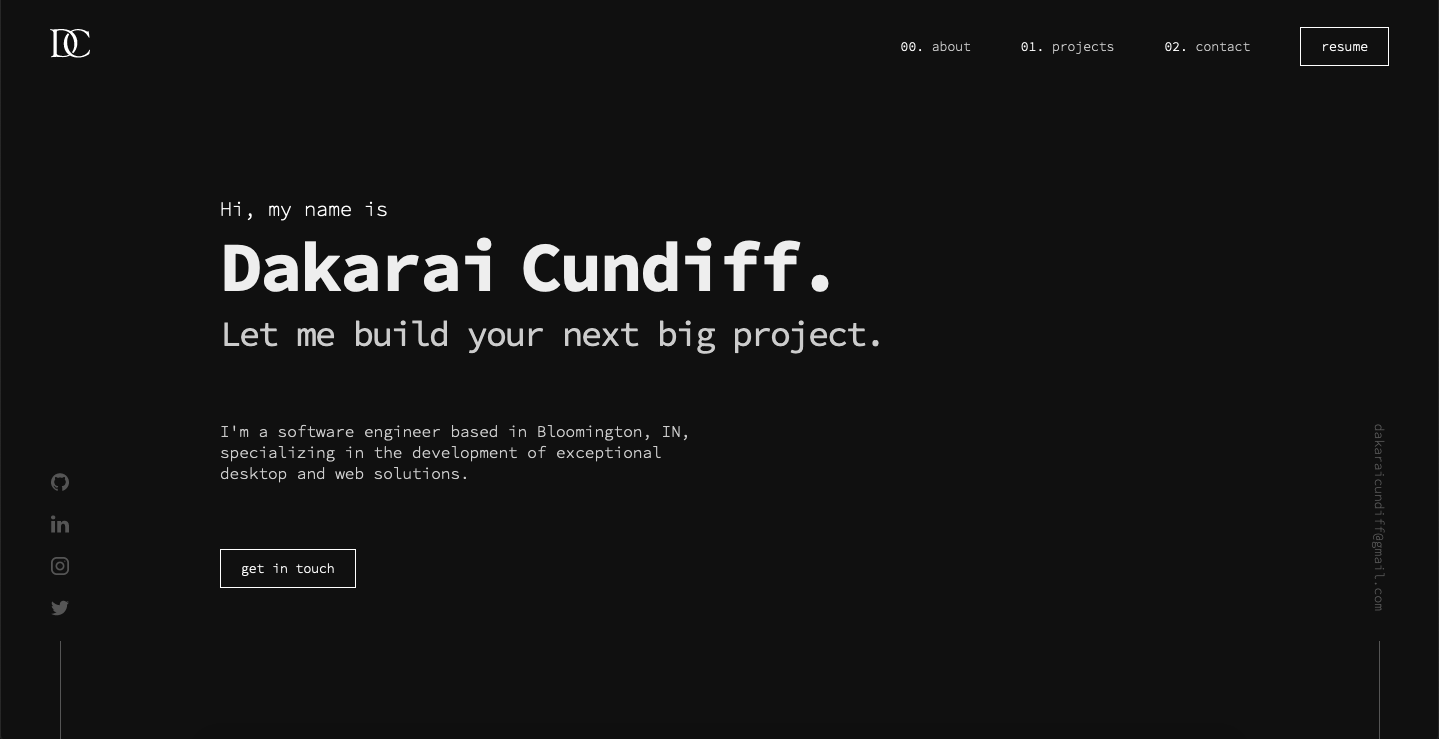 DC
00. about
01. projects
02. contact
resume
Hi, my name is
Dakarai Cundiff.
Let me build your next big project.
I'm a software engineer based in Bloomington, IN,
specializing in the development of exceptional
desktop and web solutions.
get in touch
in
dakaraicundiff@gmail.com